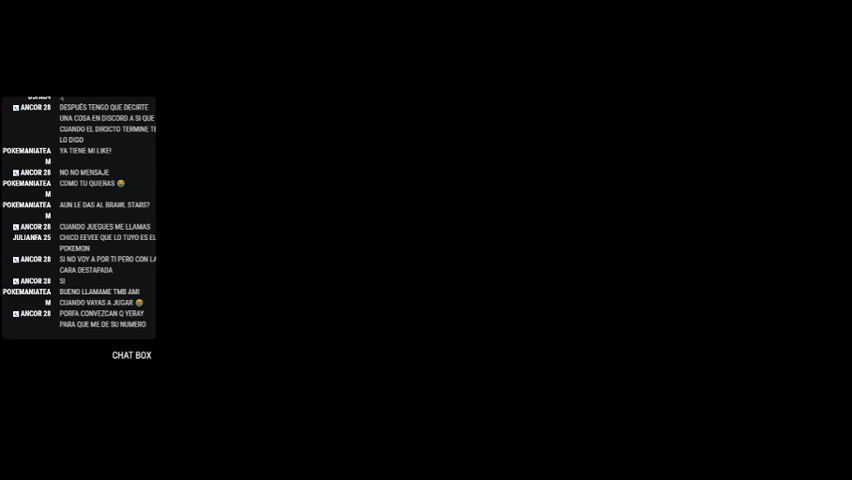 ANCOR 28 DESPUÉS TENGO QUE DECIRTE
UNA COSA EN DISCORD A SI QUE
CUANDO EL DIRECTO TERMINE TE
LO DIGO
POKEMANIATEA YA TIENE MI LIKE!
M
ANCOR 28 NO NO MENSAJE
POKEMANIATEA COMO TU QUIERAS 😂
M
POKEMANIATEA AUN LE DAS AL BRAWL STARS?
M
ANCOR 28 CUANDO JUEGUES ME LLAMAS
JULIANFA 25 CHICO EEVEE QUE LO TUYO ES EL
POKEMON
ANCOR 28 SI NO VOY A POR TI PERO CON LA
CARA DESTAPADA
ANCOR 28 SI
POKEMANIATEA BUENO LLAMAME TMB AMI
M CUANDO VAYAS A JUGAR 😂
ANCOR 28 PORFA CONVEZCAN Q YERAY
PARA QUE ME DE SU NUMERO
CHAT BOX